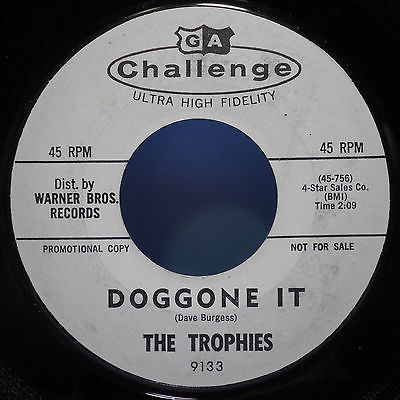 GA
Challenge
ULTRA HIGH FIDELITY
45 RPM
45 RPM
Dist. by
WARNER BROS.
RECORDS
(45-756)
4-Star Sales Co.
(BMI)
Time 2:09
PROMOTIONAL COPY
NOT FOR SALE
DOGGONE IT
(Dave Burgess)
THE TROPHIES
9133